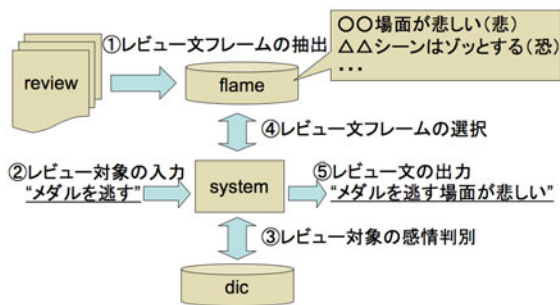 ①レビュー文フレームの抽出
○○場面が悲しい(悲)
△△シーンはゾッとする(恐)
・・・
review
flame
④レビュー文フレームの選択
②レビュー対象の入力
“メダルを逃す”
system
⑤レビュー文の出力
“メダルを逃す場面が悲しい”
③レビュー対象の感情判別
dic